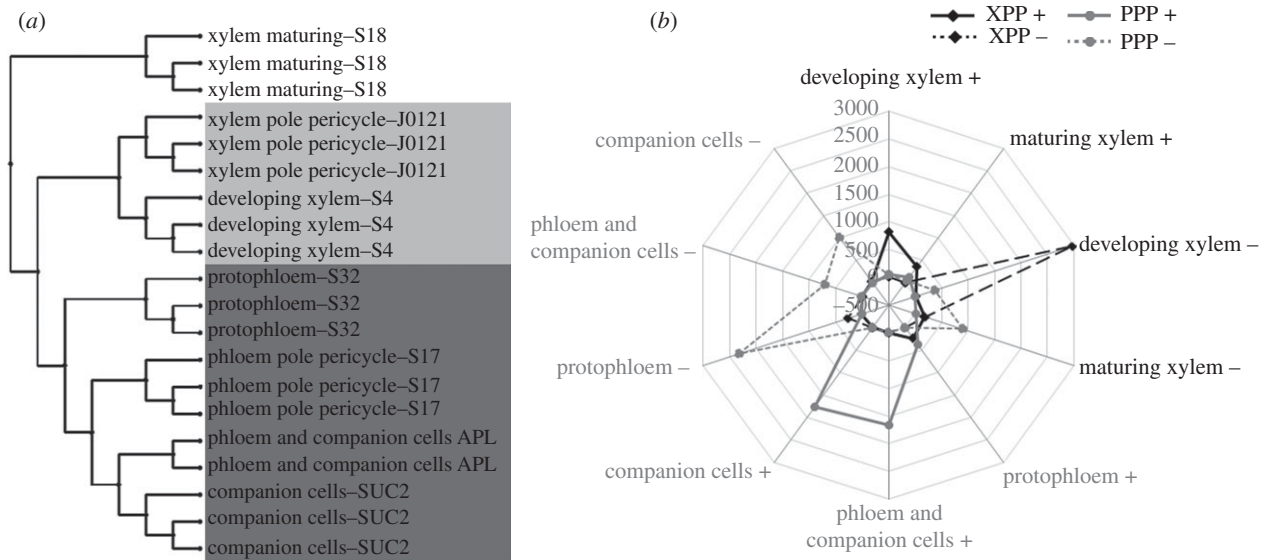 (a)
xylem maturing–S18
xylem maturing–S18
xylem maturing–S18
xylem pole pericycle–J0121
xylem pole pericycle–J0121
xylem pole pericycle–J0121
developing xylem–S4
developing xylem–S4
developing xylem–S4
protophloem–S32
protophloem–S32
protophloem–S32
phloem pole pericycle–S17
phloem pole pericycle–S17
phloem pole pericycle–S17
phloem and companion cells APL
phloem and companion cells APL
companion cells–SUC2
companion cells–SUC2
companion cells–SUC2
(b)
XPP +
PPP +
XPP –
PPP –
developing xylem +
3000
2500
2000
1500
1000
500
0
–500
maturing xylem +
developing xylem –
maturing xylem –
protophloem +
phloem and
companion cells +
companion cells +
protophloem –
phloem and
companion cells –
companion cells –